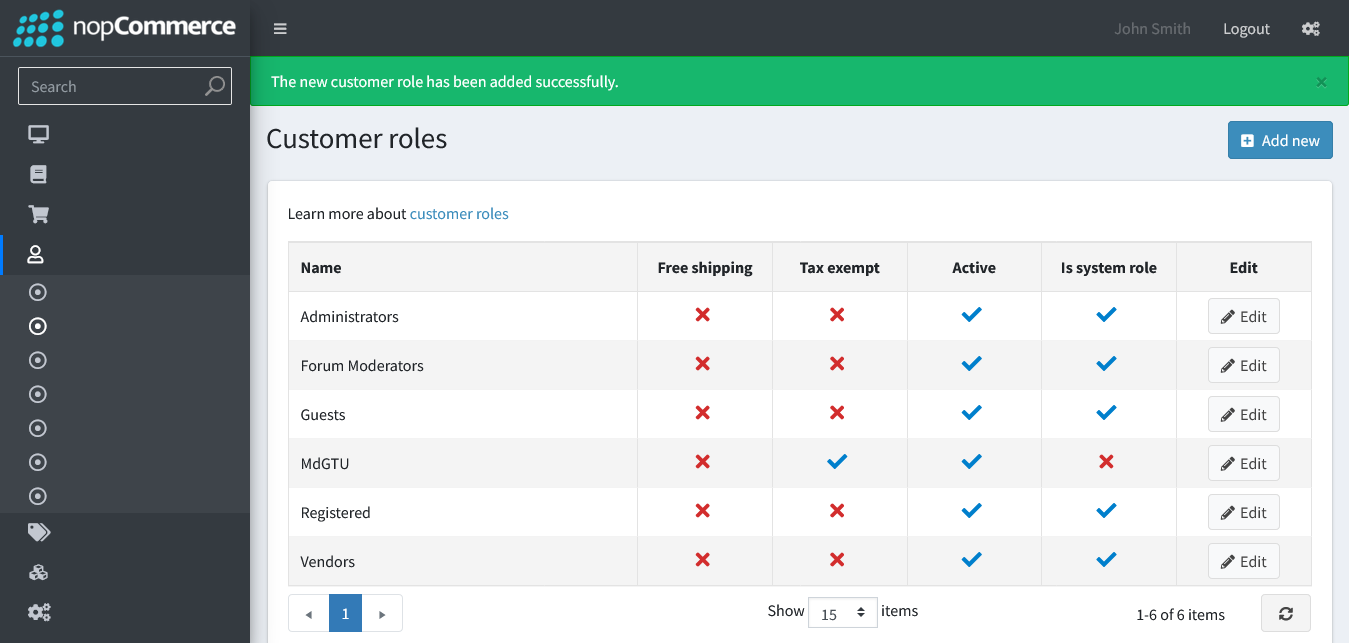 nopCommerce
John Smith
Logout
Search
The new customer role has been added successfully.
Customer roles
Add new
Learn more about customer roles
Name Free shipping Tax exempt Active Is system role Edit
Administrators Edit
Forum Moderators Edit
Guests Edit
MdGTU Edit
Registered Edit
Vendors Edit
1 Show 15 items 1-6 of 6 items